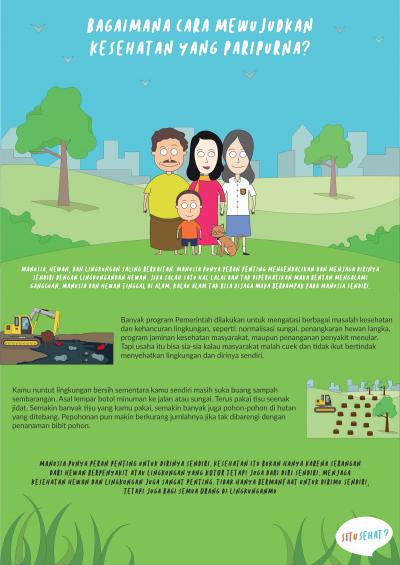 BAGAIMANA CARA MEWUJUDKAN
KESEHATAN YANG PARIPURNA?
MANUSIA, HEWAN, DAN LINGKUNGAN SALING BERKAITAN. MANUSIA PUNYA PERAN PENTING MENGENDALIKAN DAN MENJAGA DIRINYA
SENDIRI DENGAN LINGKUNGANDAN HEWAN. JIKA SALAH SATU HAL LALAI DAN TAK DIPERHATIKAN MAKA RENTAN MENGALAMI
GANGGUAN. MANUSIA DAN HEWAN TINGGAL DI ALAM, KALAU ALAM TAK BISA DIJAGA MAKA BERDAMPAK PADA MANUSIA SENDIRI.
Banyak program Pemerintah dilakukan untuk mengatasi berbagai masalah kesehatan
dan kehancuran lingkungan, seperti: normalisasi sungai, penangkaran hewan langka,
program jaminan kesehatan masyarakat, maupun penanganan penyakit menular.
Tapi usaha itu bisa sia-sia kalau masyarakat malah cuek dan tidak ikut bertindak
menyehatkan lingkungan dan dirinya sendiri.
Kamu nuntut lingkungan bersih sementara kamu sendiri masih suka buang sampah
sembarangan. Asal lempar botol minuman ke jalan atau sungai. Terus pakai tisu seenak
jidat. Semakin banyak tisu yang kamu pakai, semakin banyak juga pohon-pohon di hutan
yang ditebang. Pepohonan pun makin berkurang jumlahnya jika tak dibarengi dengan
penanaman bibit pohon.
MANUSIA PUNYA PERAN PENTING UNTUK DIRINYA SENDIRI. KESEHATAN ITU BUKAN HANYA KARENA SERANGAN
DARI HEWAN BERPENYAKIT ATAU LINGKUNGAN YANG KOTOR TETAPI JUGA DARI DIRI SENDIRI. MENJAGA
KESEHATAN HEWAN DAN LINGKUNGAN JUGA SANGAT PENTING, TIDAK HANYA BERMANFAAT UNTUK DIRIMU SENDIRI,
TETAPI JUGA BAGI SEMUA ORANG DI LINGKUNGANMU
SITUSEHAT?